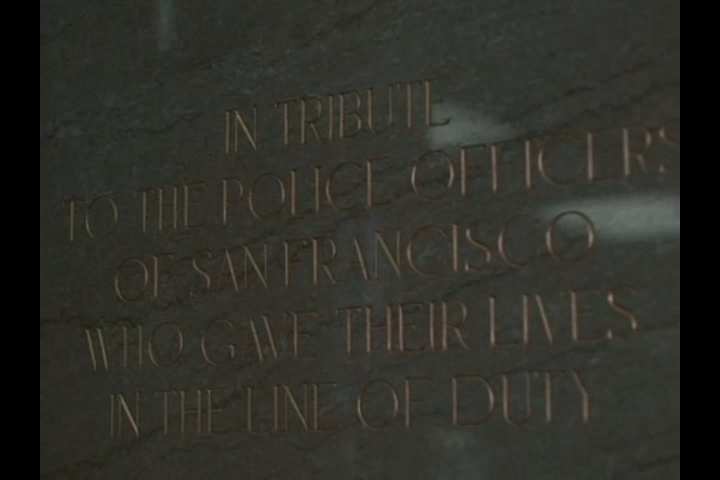 IN TRIBUTE
TO THE POLICE OFFICERS
OF SAN FRANCISCO
WHO GAVE THEIR LIVES
IN THE LINE OF DUTY